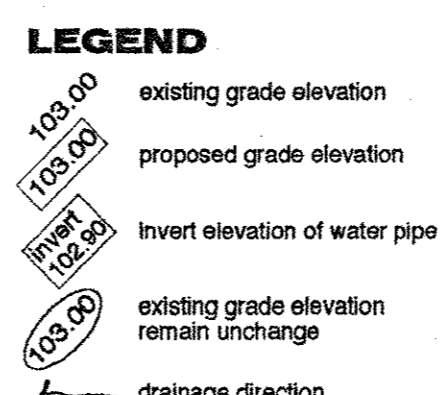 LEGEND
103.00 existing grade elevation
103.00 proposed grade elevation
invert
102.90
invert elevation of water pipe
103.00
existing grade elevation
remain unchange
drainage direction